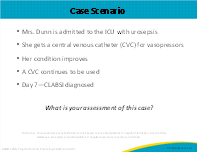 Case Scenario
• Mrs. Dunn is admitted to the ICU with urosepsis
• She gets a central venous catheter (CVC) for vasopressors
• Her condition improves
• A CVC continues to be used
• Day 7—CLABSI diagnosed
What is your assessment of this case?